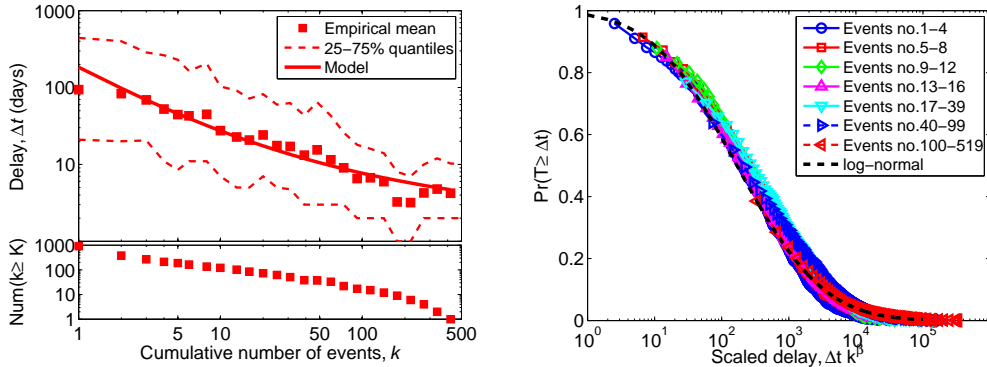 1000
100
10
1
Delay, Δt (days)
Empirical mean
25−75% quantiles
Model
1000
100
10
1
Num(k≥ K)
1 5 10 50 100 500
Cumulative number of events, k
1
0.8
0.6
0.4
0.2
0
Pr(T≥ Δt)
Events no.1−4
Events no.5−8
Events no.9−12
Events no.13−16
Events no.17−39
Events no.40−99
Events no.100−519
log−normal
10^0 10^1 10^2 10^3 10^4 10^5
Scaled delay, Δt k^β